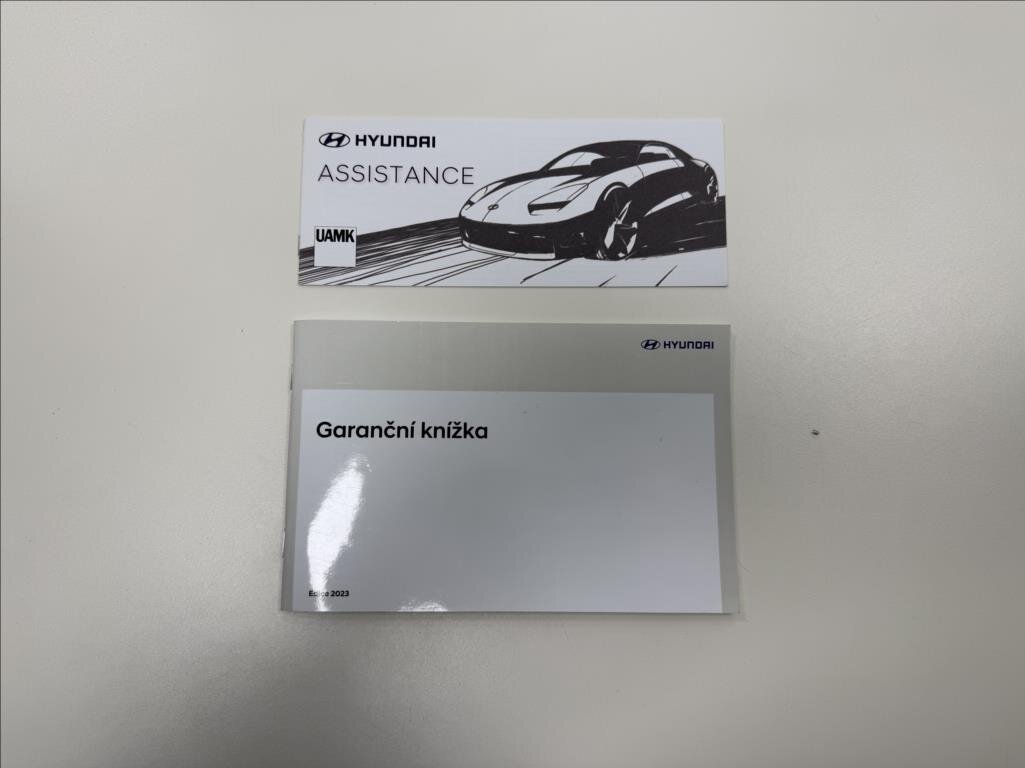 HYUNDAI
ASSISTANCE
UAMK
HYUNDAI
Garanční knížka
Edice 2023